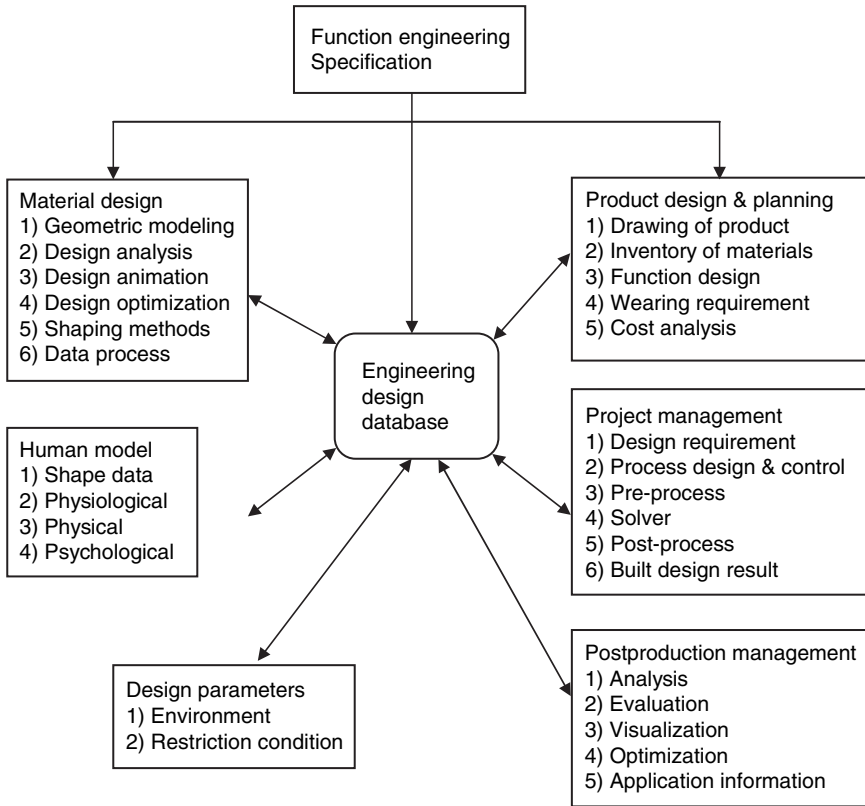 Function engineering
Specification
Material design
1) Geometric modeling
2) Design analysis
3) Design animation
4) Design optimization
5) Shaping methods
6) Data process
Product design & planning
1) Drawing of product
2) Inventory of materials
3) Function design
4) Wearing requirement
5) Cost analysis
Engineering
design
database
Human model
1) Shape data
2) Physiological
3) Physical
4) Psychological
Project management
1) Design requirement
2) Process design & control
3) Pre-process
4) Solver
5) Post-process
6) Built design result
Design parameters
1) Environment
2) Restriction condition
Postproduction management
1) Analysis
2) Evaluation
3) Visualization
4) Optimization
5) Application information